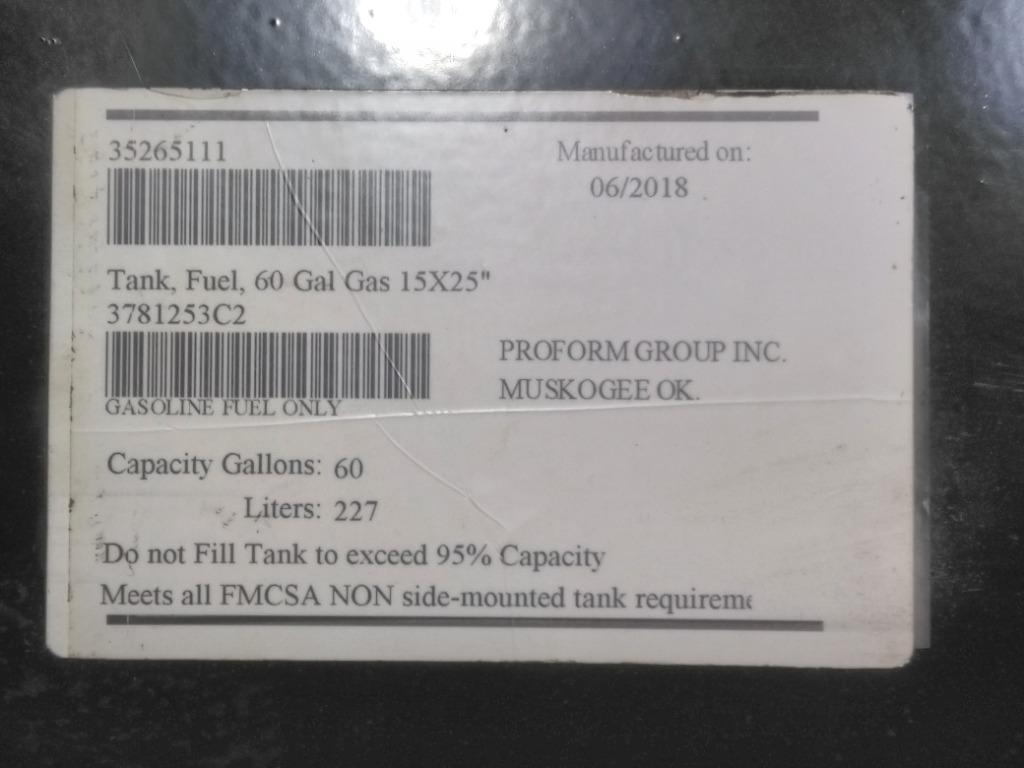 35265111
Manufactured on:
06/2018
Tank, Fuel, 60 Gal Gas 15X25"
3781253C2
PROFORM GROUP INC.
MUSKOGEE OK.
GASOLINE FUEL ONLY
Capacity Gallons: 60
Liters: 227
Do not Fill Tank to exceed 95% Capacity
Meets all FMCSA NON side-mounted tank requireme